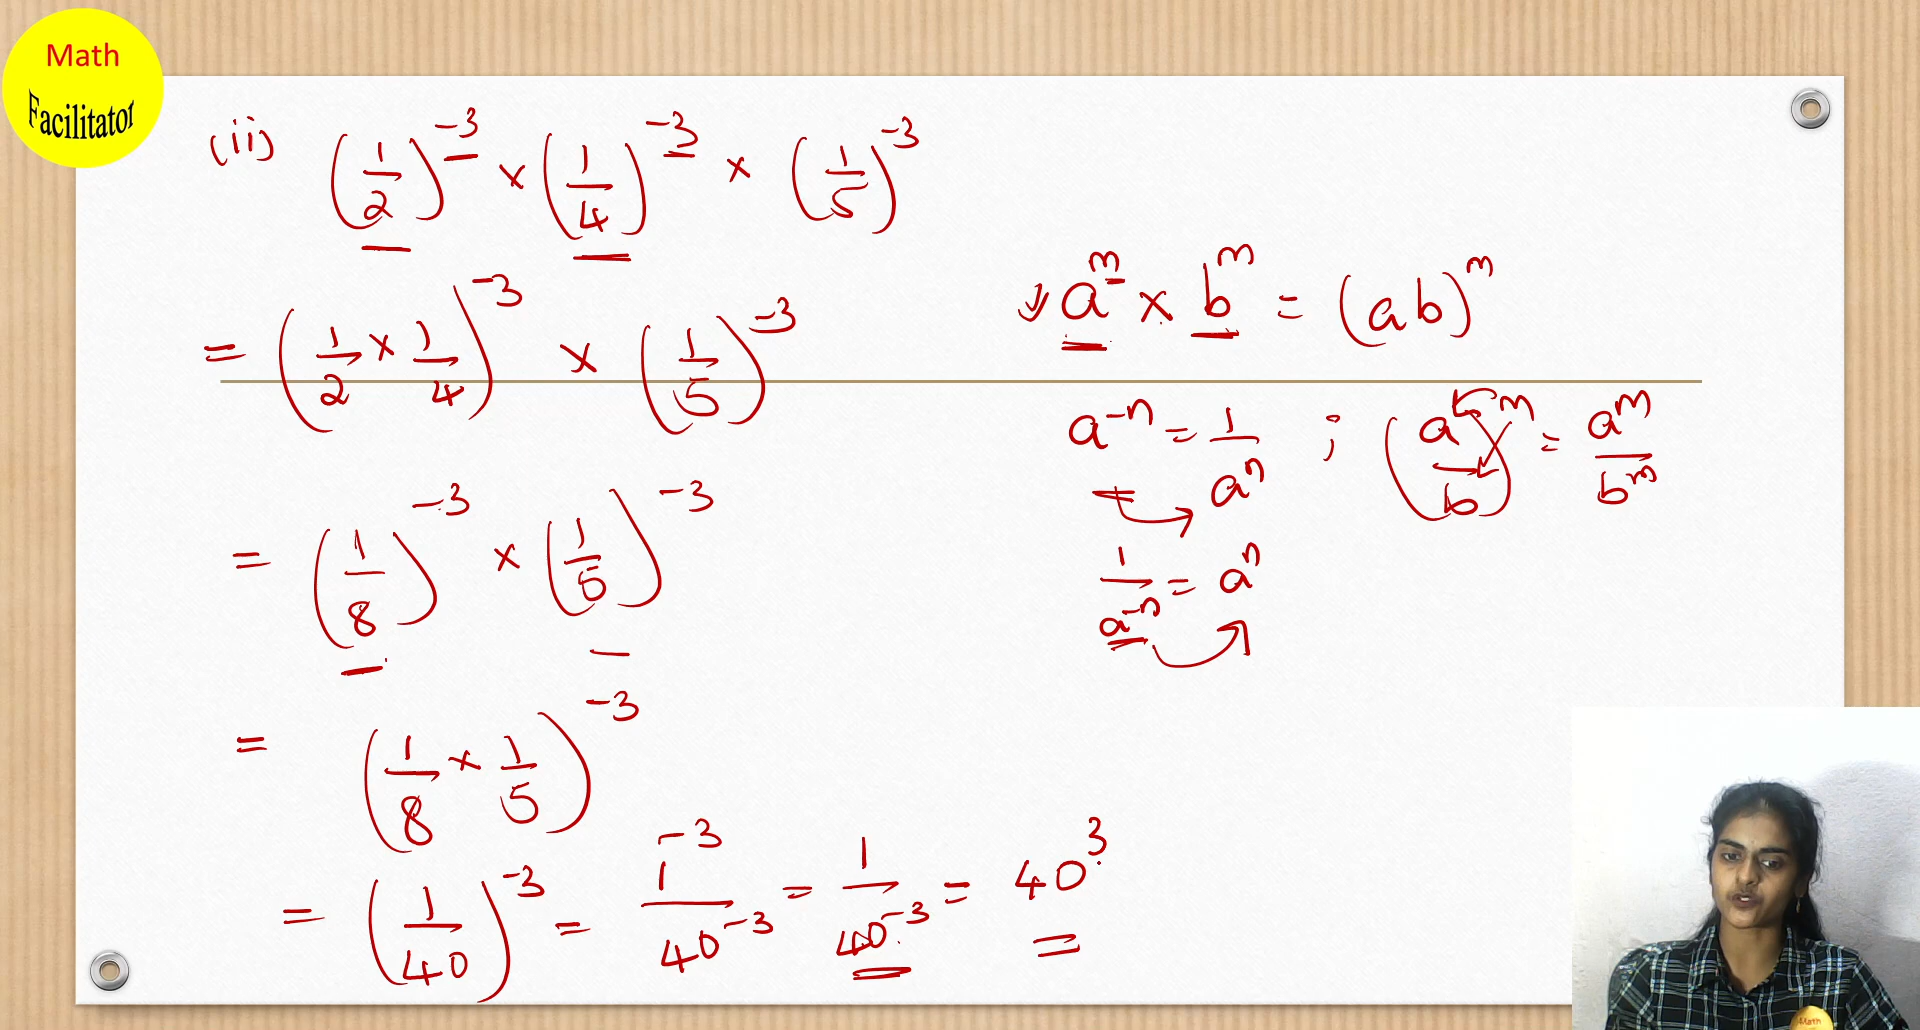 Math
Facilitator
(ii) (1/2)^-3 × (1/4)^-3 × (1/5)^-3
= (1/2 × 1/4)^-3 × (1/5)^-3
= (1/8)^-3 × (1/5)^-3
= (1/8 × 1/5)^-3
= (1/40)^-3 = 1^-3/40^-3 = 1/40^-3 = 40^3
a^m × b^m = (ab)^m
a^-n = 1/a^n ; (a/b)^m = a^m/b^m
1/a^-n = a^n
Math